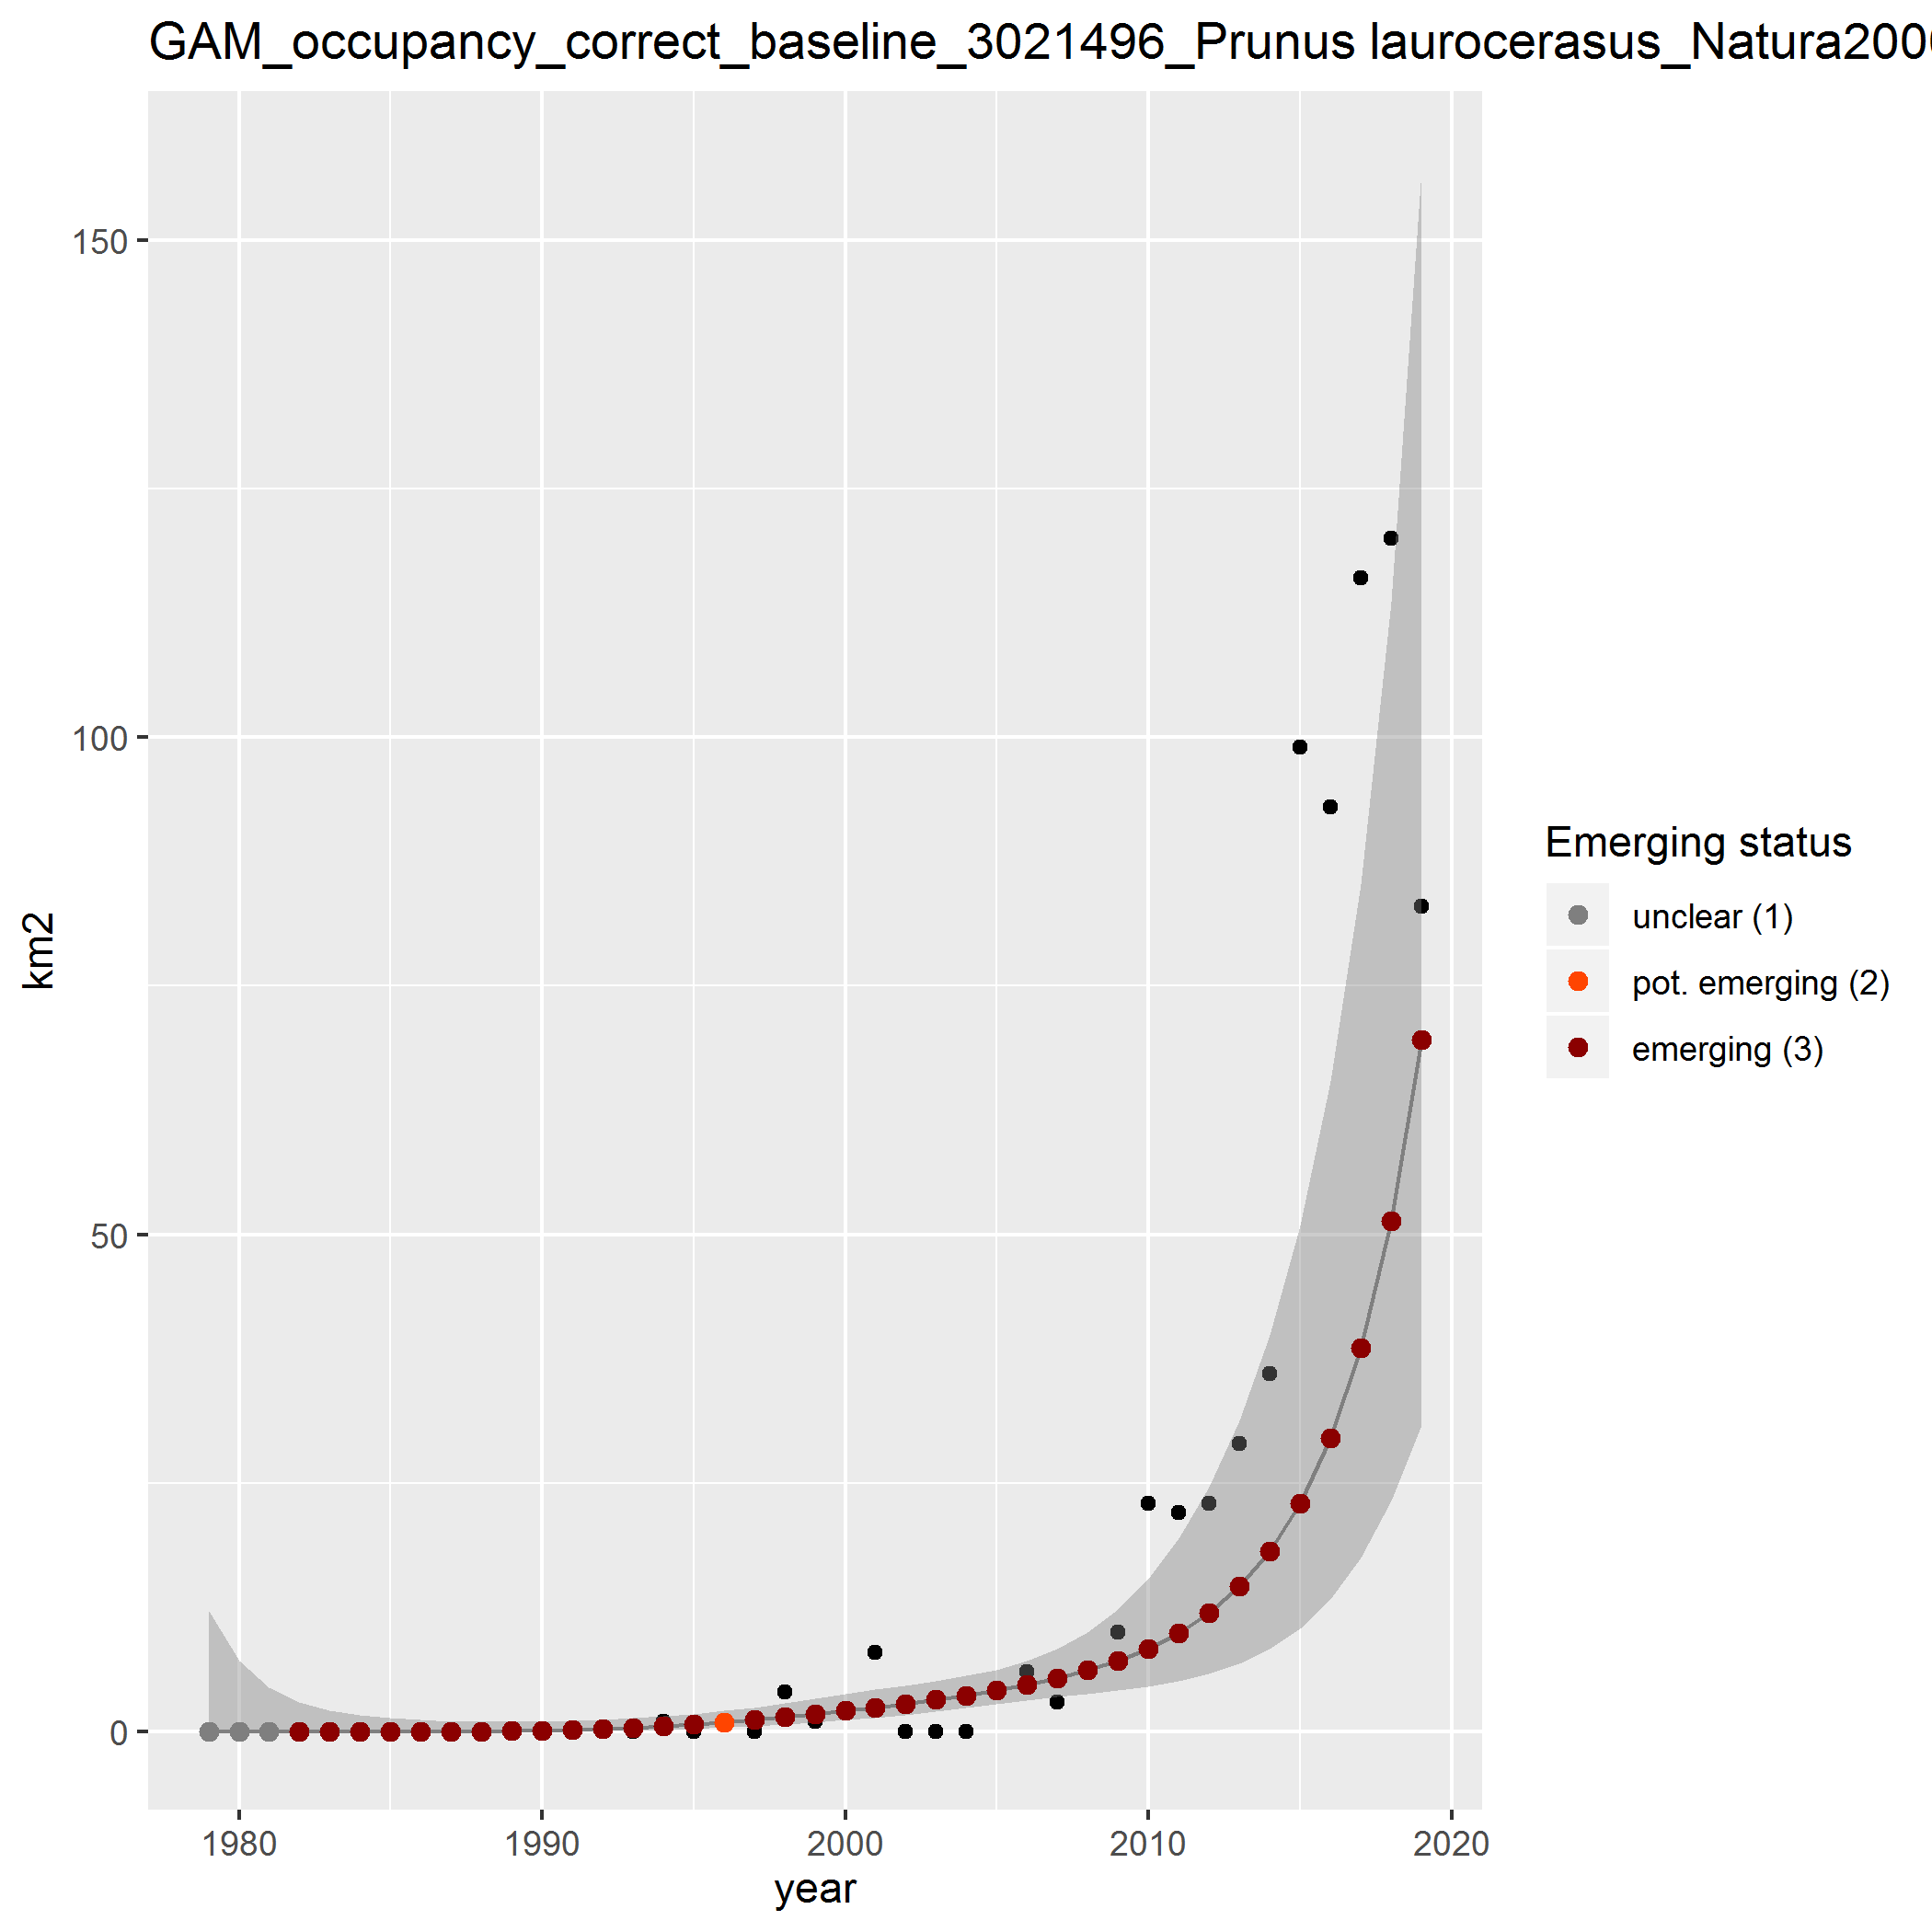 GAM_occupancy_correct_baseline_3021496_Prunus laurocerasus_Natura200
150
100
50
0
km2
1980 1990 2000 2010 2020
year
Emerging status
unclear (1)
pot. emerging (2)
emerging (3)